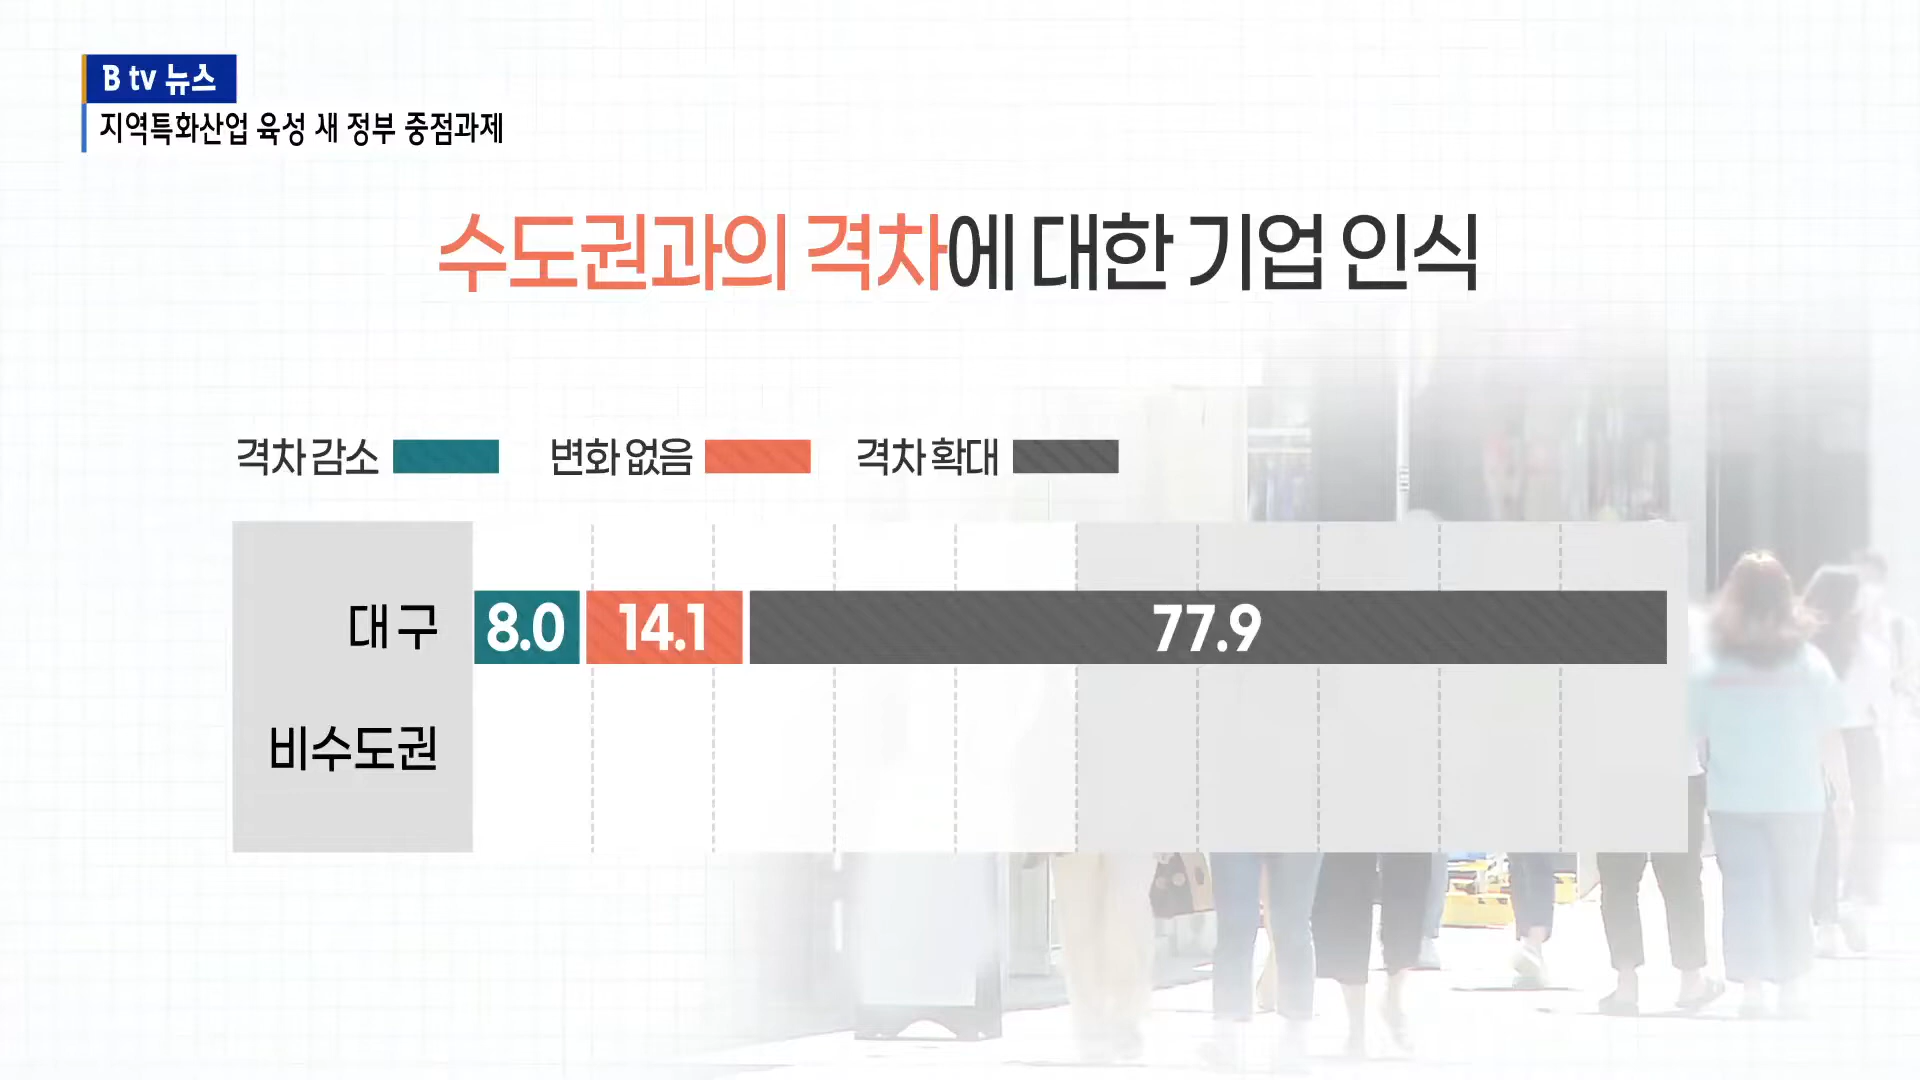 B tv 뉴스
지역특화산업 육성 새 정부 중점과제
수도권과의 격차에 대한 기업 인식
격차 감소 변화 없음 격차 확대
대구 8.0 14.1 77.9
비수도권